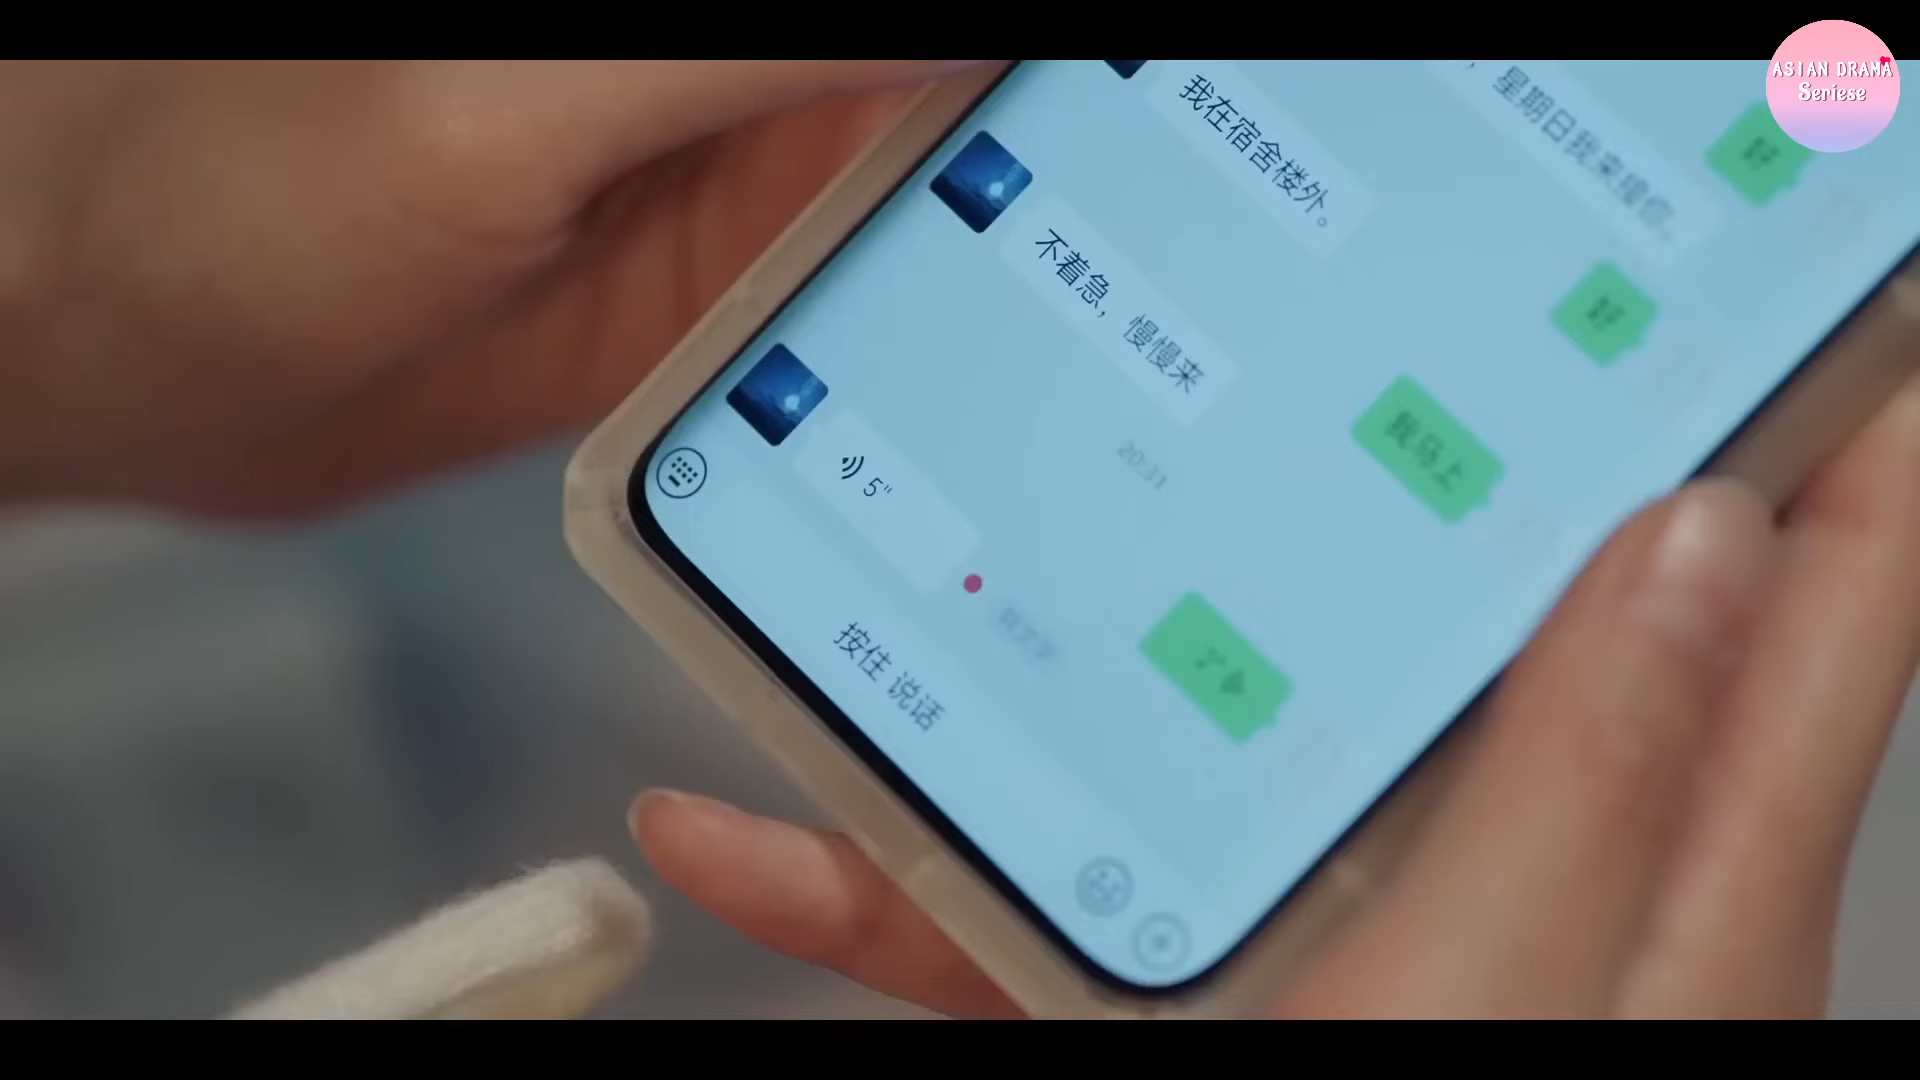 ASIAN DRAMA
Seriese
，星期日我来接你。
好
我在宿舍楼外。
好
不着急，慢慢来
我马上
20:31
5"
按住 说话